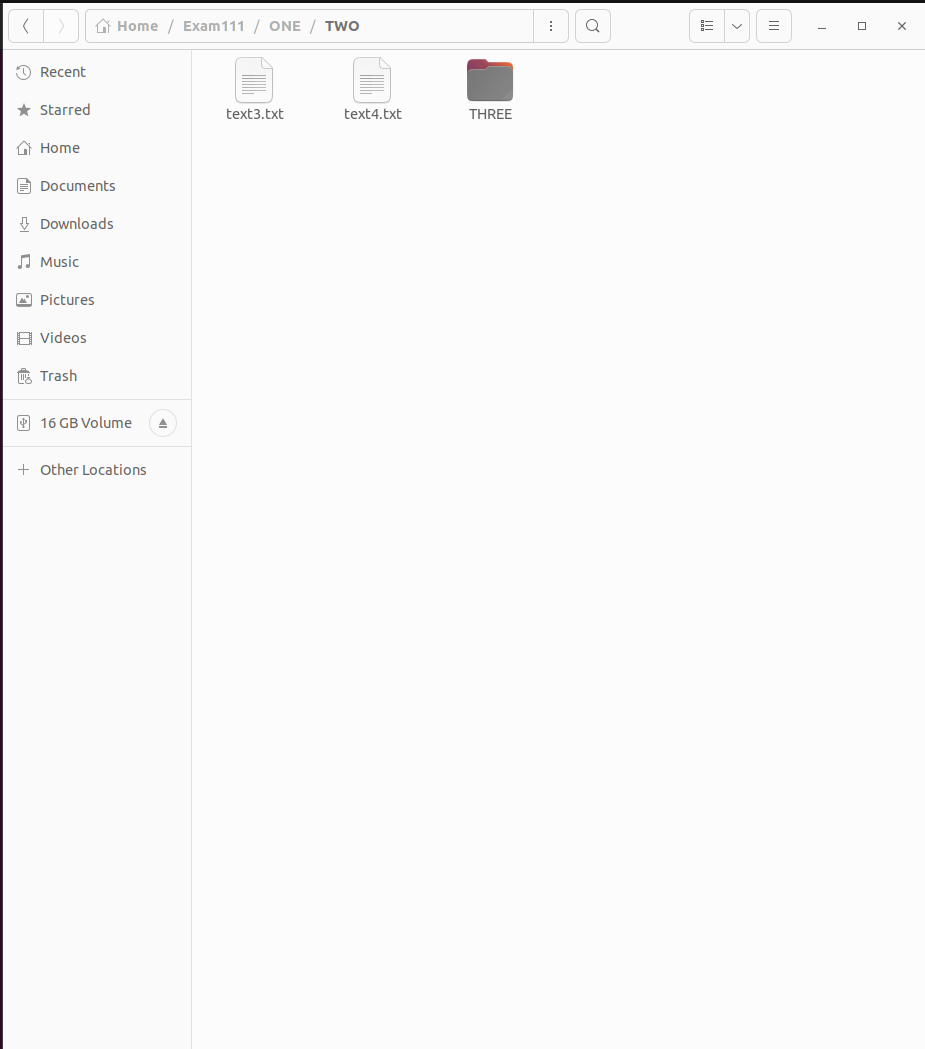 Home / Exam111 / ONE / TWO
Recent
Starred
Home
Documents
Downloads
Music
Pictures
Videos
Trash
16 GB Volume
Other Locations
text3.txt text4.txt THREE